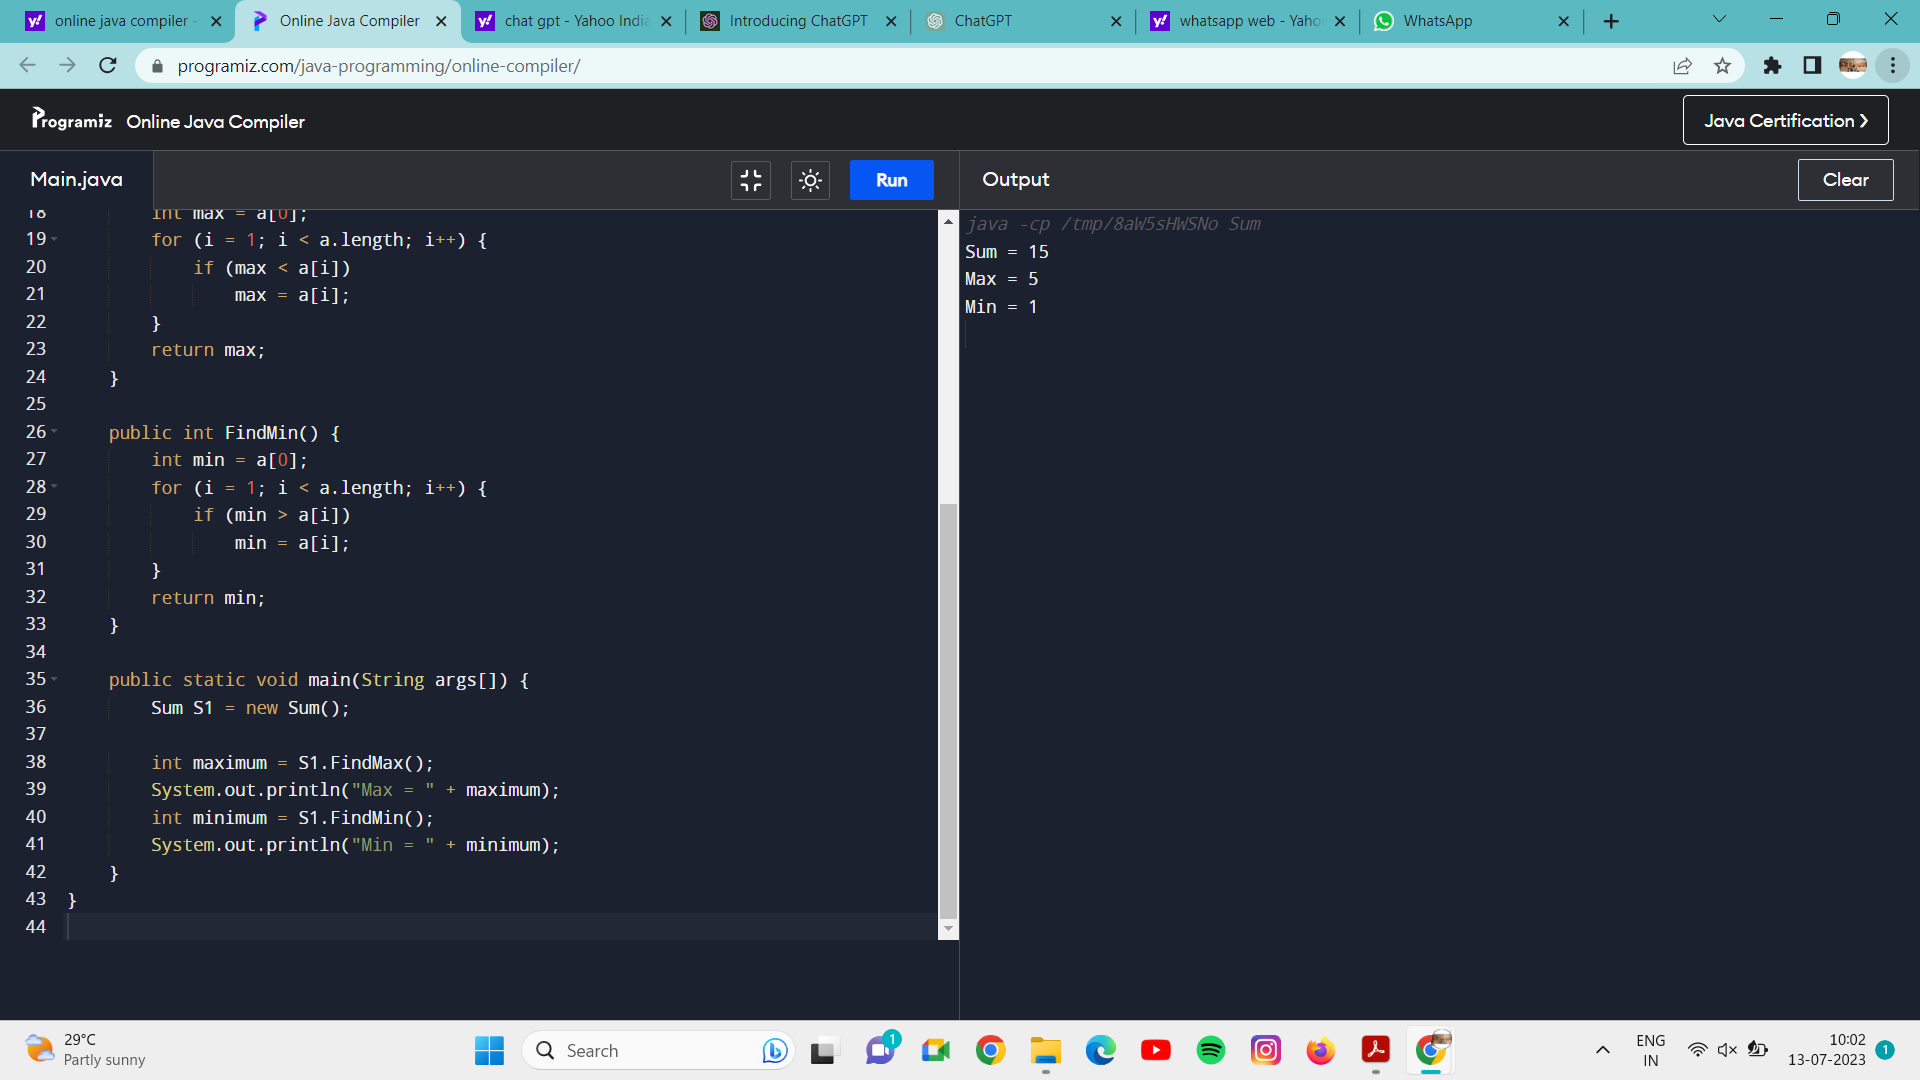 online java compiler -
Online Java Compiler
chat gpt - Yahoo India
Introducing ChatGPT
ChatGPT
whatsapp web - Yaho
WhatsApp
programiz.com/java-programming/online-compiler/
Programiz Online Java Compiler
Java Certification >
Main.java
Run
Output
Clear
18 int max = a[0];
19 for (i = 1; i < a.length; i++) {
20 if (max < a[i])
21 max = a[i];
22 }
23 return max;
24 }
25
26 public int FindMin() {
27 int min = a[0];
28 for (i = 1; i < a.length; i++) {
29 if (min > a[i])
30 min = a[i];
31 }
32 return min;
33 }
34
35 public static void main(String args[]) {
36 Sum S1 = new Sum();
37
38 int maximum = S1.FindMax();
39 System.out.println("Max = " + maximum);
40 int minimum = S1.FindMin();
41 System.out.println("Min = " + minimum);
42 }
43 }
44
java -cp /tmp/8aW5sHWSNo Sum
Sum = 15
Max = 5
Min = 1
29°C
Partly sunny
Search
1
ENG
IN
10:02
13-07-2023
1